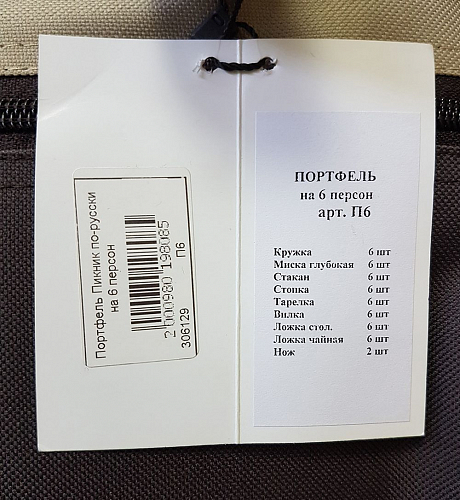 Портфель Пикник по-русски
на 6 персон
2 000980 198085
306129 П6
ПОРТФЕЛЬ
на 6 персон
арт. П6
Кружка 6 шт
Миска глубокая 6 шт
Стакан 6 шт
Стопка 6 шт
Тарелка 6 шт
Вилка 6 шт
Ложка стол. 6 шт
Ложка чайная 6 шт
Нож 2 шт